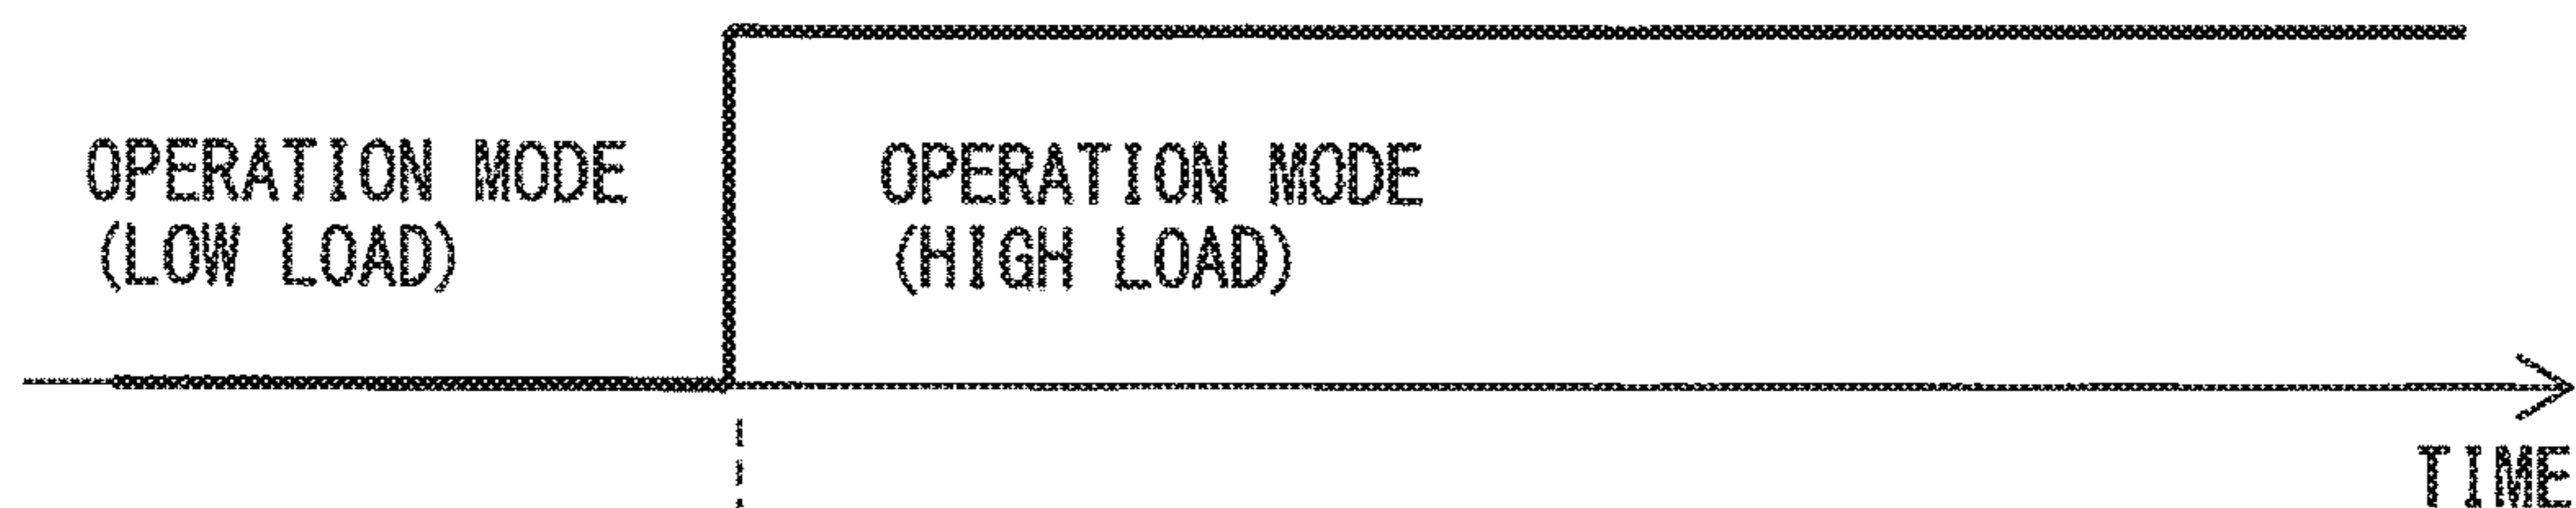 OPERATION MODE
(LOW LOAD)
OPERATION MODE
(HIGH LOAD)
TIME